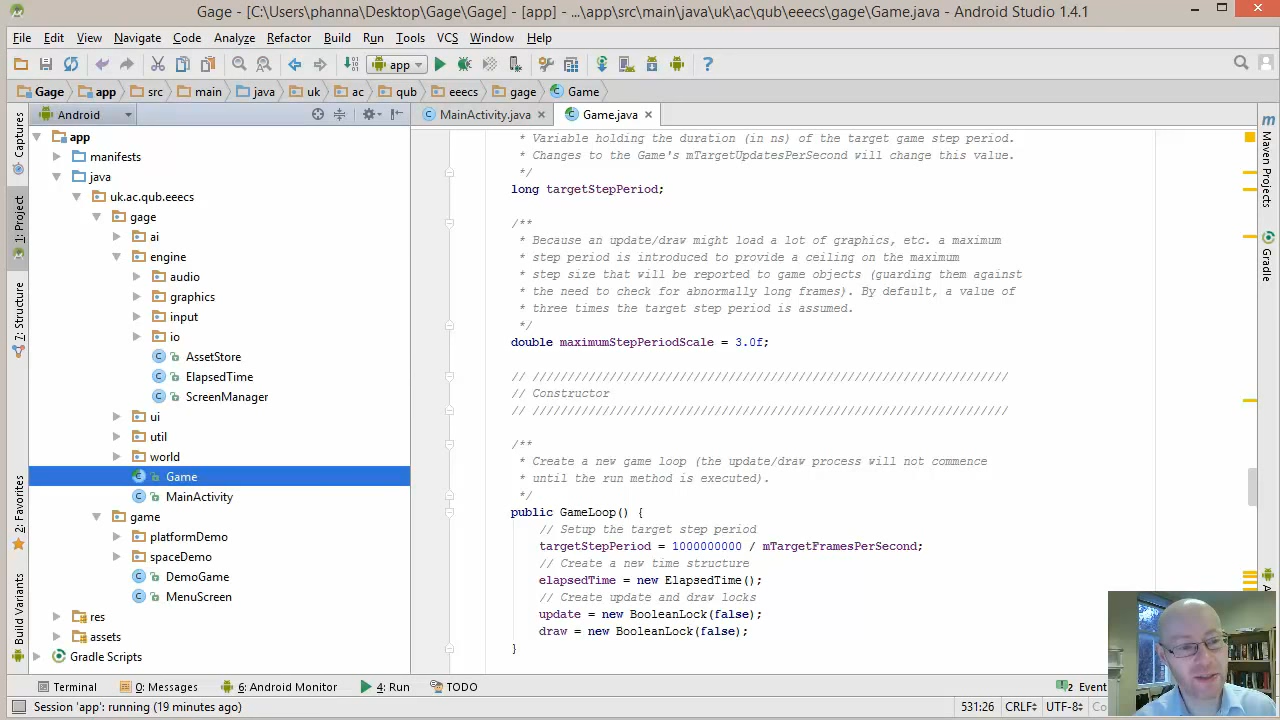 Gage - [C:\Users\phanna\Desktop\Gage\Gage] - [app] - ...\app\src\main\java\uk\ac\qub\eeecs\gage\Game.java - Android Studio 1.4.1
File Edit View Navigate Code Analyze Refactor Build Run Tools VCS Window Help
app
Gage app src main java uk ac qub eeecs gage Game
Android
MainActivity.java Game.java
app
manifests
java
uk.ac.qub.eeecs
gage
ai
engine
audio
graphics
input
io
AssetStore
ElapsedTime
ScreenManager
ui
util
world
Game
MainActivity
game
platformDemo
spaceDemo
DemoGame
MenuScreen
res
assets
Gradle Scripts
Captures
1: Project
7: Structure
2: Favorites
Build Variants
* Variable holding the duration (in ns) of the target game step period.
* Changes to the Game's mTargetUpdatesPerSecond will change this value.
*/
long targetStepPeriod;
/**
* Because an update/draw might load a lot of graphics, etc. a maximum
* step period is introduced to provide a ceiling on the maximum
* step size that will be reported to game objects (guarding them against
* the need to check for abnormally long frames). By default, a value of
* three times the target step period is assumed.
*/
double maximumStepPeriodScale = 3.0f;
// /////////////////////////////////////////////////////////////////////
// Constructor
// /////////////////////////////////////////////////////////////////////
/**
* Create a new game loop (the update/draw process will not commence
* until the run method is executed).
*/
public GameLoop() {
// Setup the target step period
targetStepPeriod = 1000000000 / mTargetFramesPerSecond;
// Create a new time structure
elapsedTime = new ElapsedTime();
// Create update and draw locks
update = new BooleanLock(false);
draw = new BooleanLock(false);
}
Maven Projects
Gradle
Terminal 0: Messages 6: Android Monitor 4: Run TODO
2 Event
Session 'app': running (19 minutes ago)
531:26 CRLF UTF-8